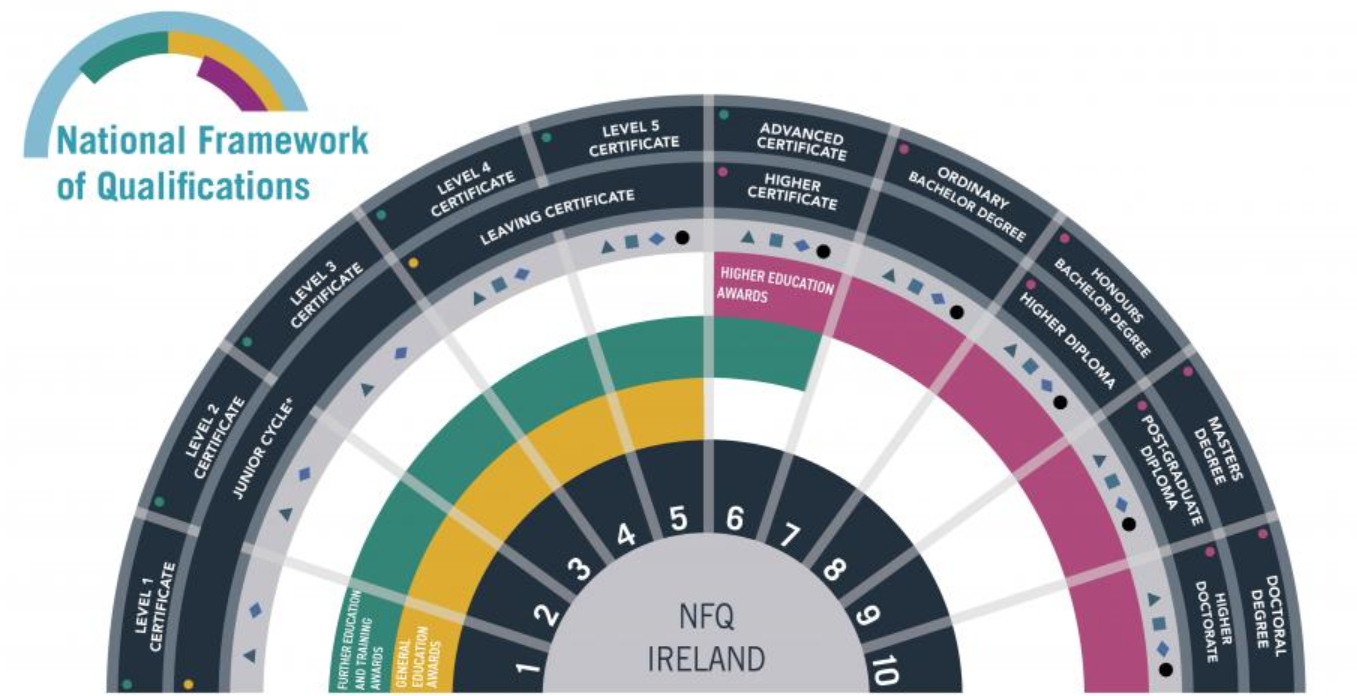 National Framework
of Qualifications
LEVEL 1
CERTIFICATE
LEVEL 2
CERTIFICATE
LEVEL 3
CERTIFICATE
LEVEL 4
CERTIFICATE
LEVEL 5
CERTIFICATE
ADVANCED
CERTIFICATE
ORDINARY
BACHELOR DEGREE
HONOURS
BACHELOR DEGREE
MASTERS
DEGREE
DOCTORAL
DEGREE
JUNIOR CYCLE*
LEAVING CERTIFICATE
HIGHER
CERTIFICATE
HIGHER DIPLOMA
POST-GRADUATE
DIPLOMA
HIGHER
DOCTORATE
HIGHER EDUCATION
AWARDS
FURTHER EDUCATION
AND TRAINING
AWARDS
GENERAL
EDUCATION
AWARDS
1
2
3
4
5
6
7
8
9
10
NFQ
IRELAND